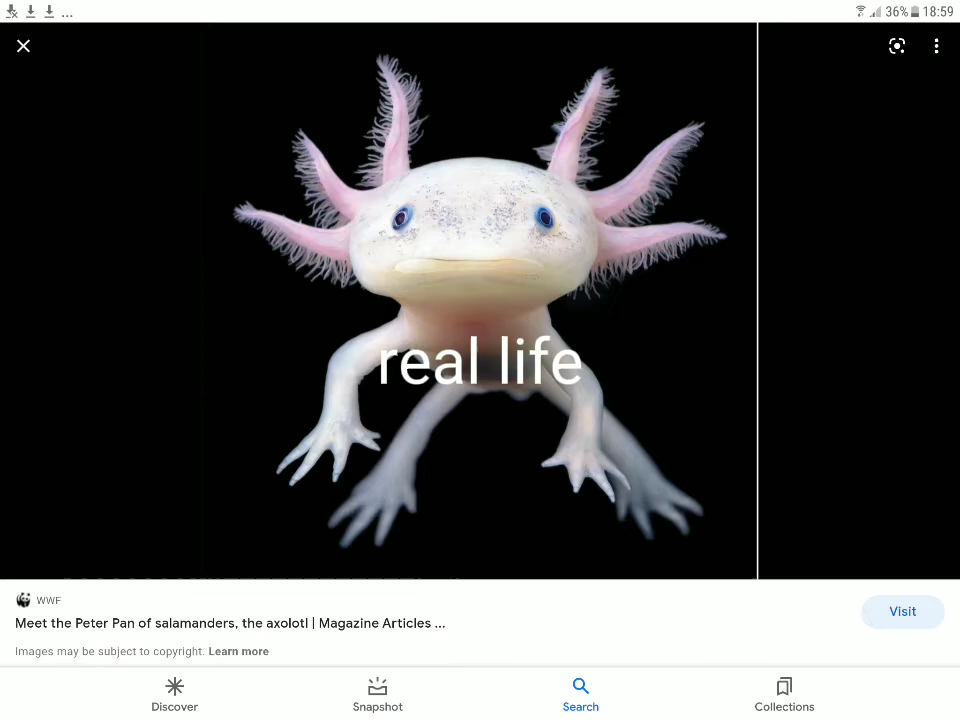 ... 36% 18:59
real life
WWF
Meet the Peter Pan of salamanders, the axolotl | Magazine Articles ...
Visit
Images may be subject to copyright. Learn more
Discover Snapshot Search Collections